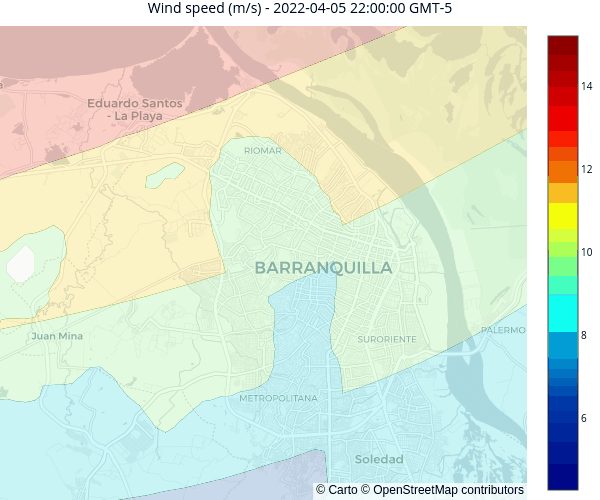 Wind speed (m/s) - 2022-04-05 22:00:00 GMT-5
Eduardo Santos
- La Playa
RIOMAR
BARRANQUILLA
Juan Mina
SURORIENTE
PALERMO
METROPOLITANA
Soledad
© Carto © OpenStreetMap contributors
14
12
10
8
6